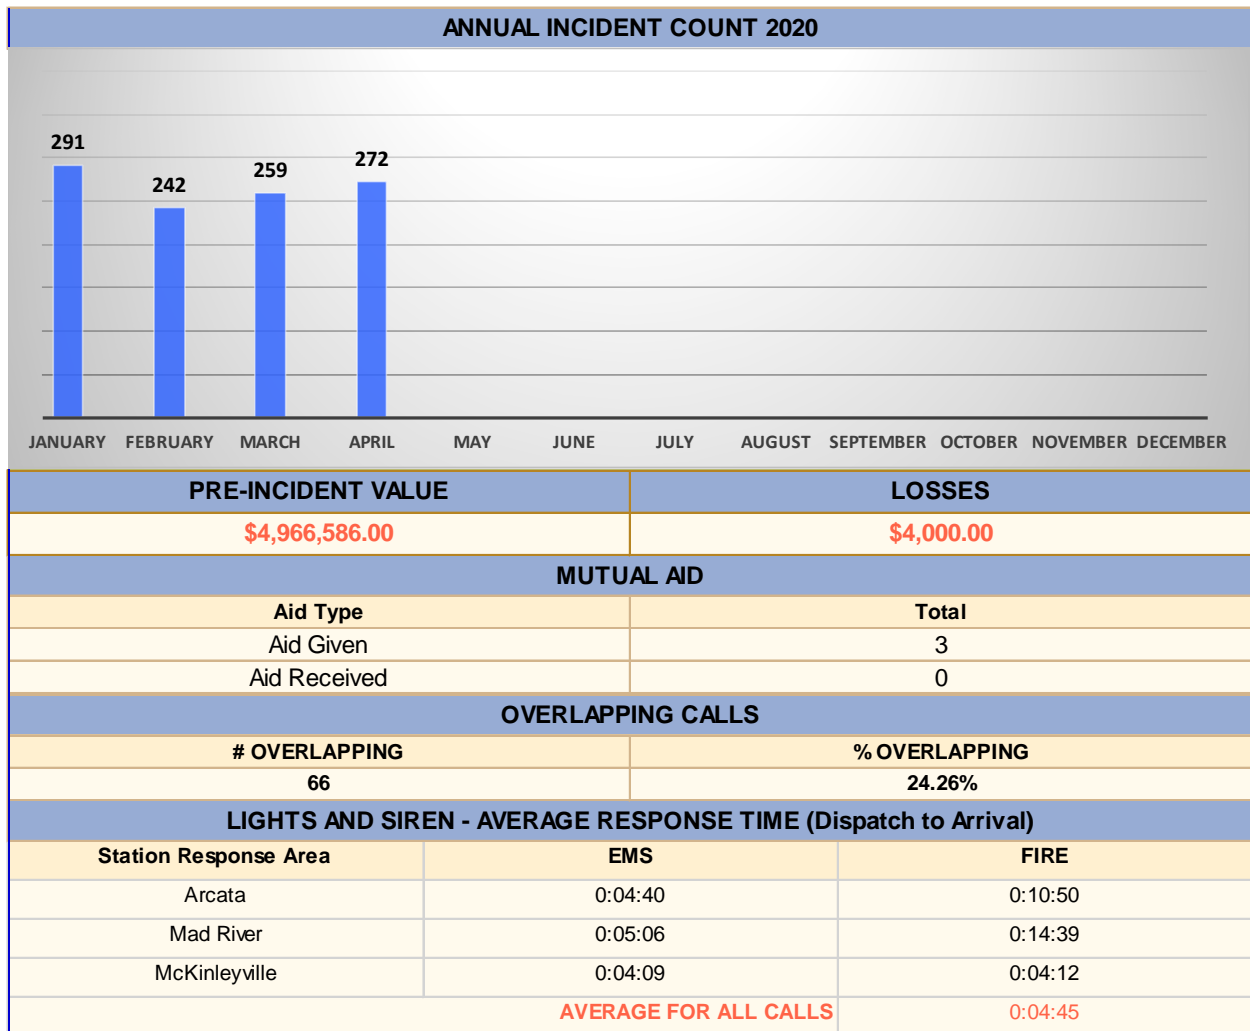 ANNUAL INCIDENT COUNT 2020
291
242
259
272
JANUARY FEBRUARY MARCH APRIL MAY JUNE JULY AUGUST SEPTEMBER OCTOBER NOVEMBER DECEMBER
PRE-INCIDENT VALUE LOSSES
$4,966,586.00 $4,000.00
MUTUAL AID
Aid Type Total
Aid Given 3
Aid Received 0
OVERLAPPING CALLS
# OVERLAPPING % OVERLAPPING
66 24.26%
LIGHTS AND SIREN - AVERAGE RESPONSE TIME (Dispatch to Arrival)
Station Response Area EMS FIRE
Arcata 0:04:40 0:10:50
Mad River 0:05:06 0:14:39
McKinleyville 0:04:09 0:04:12
AVERAGE FOR ALL CALLS 0:04:45